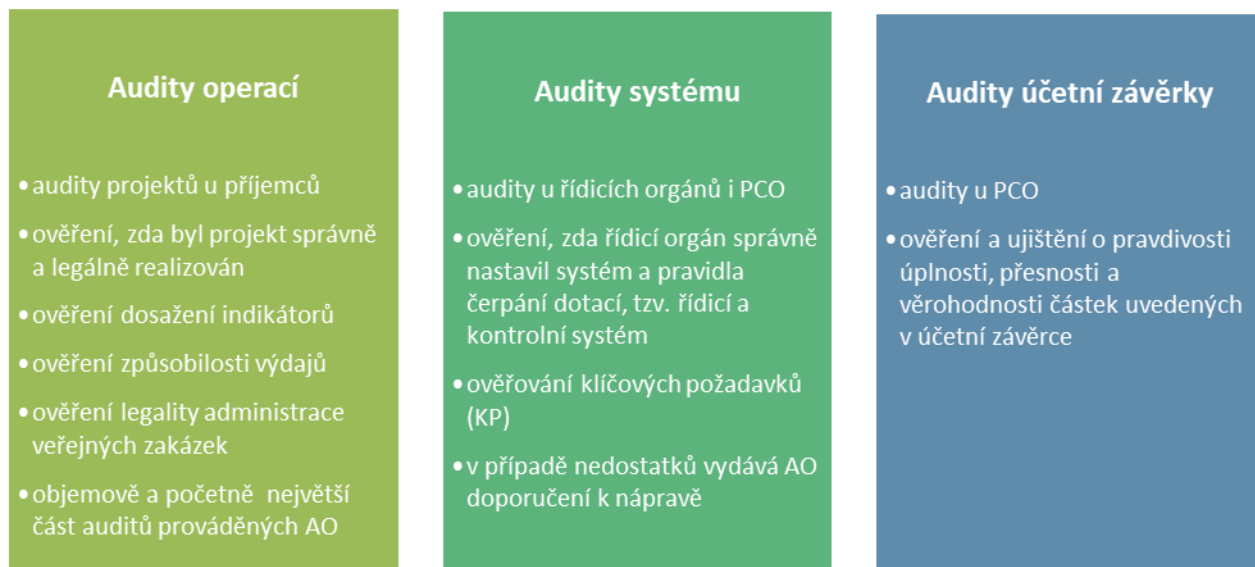 Audity operací
• audity projektů u příjemců
• ověření, zda byl projekt správně
a legálně realizován
• ověření dosažení indikátorů
• ověření způsobilosti výdajů
• ověření legality administrace
veřejných zakázek
• objemově a početně největší
část auditů prováděných AO
Audity systému
• audity u řídicích orgánů i PCO
• ověření, zda řídicí orgán správně
nastavil systém a pravidla
čerpání dotací, tzv. řídicí a
kontrolní systém
• ověřování klíčových požadavků
(KP)
• v případě nedostatků vydává AO
doporučení k nápravě
Audity účetní závěrky
• audity u PCO
• ověření a ujištění o pravdivosti
úplnosti, přesnosti a
věrohodnosti částek uvedených
v účetní závěrce